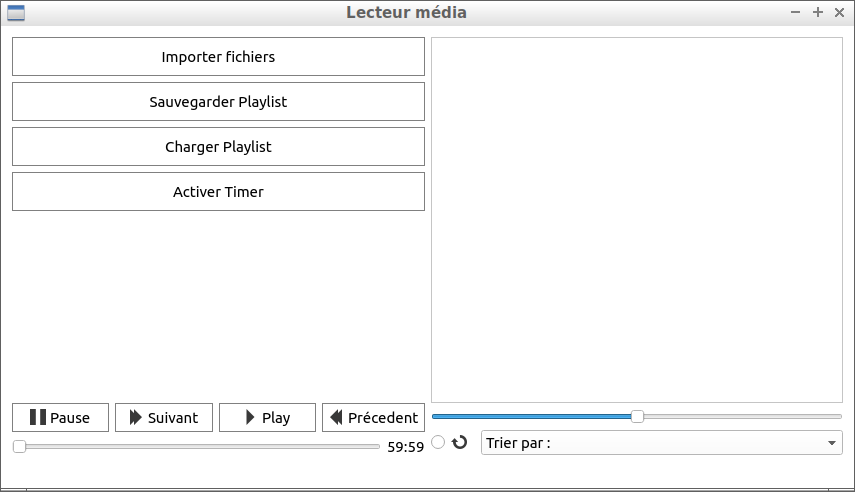 Lecteur média
Importer fichiers
Sauvegarder Playlist
Charger Playlist
Activer Timer
Pause
Suivant
Play
Précedent
59:59
Trier par :